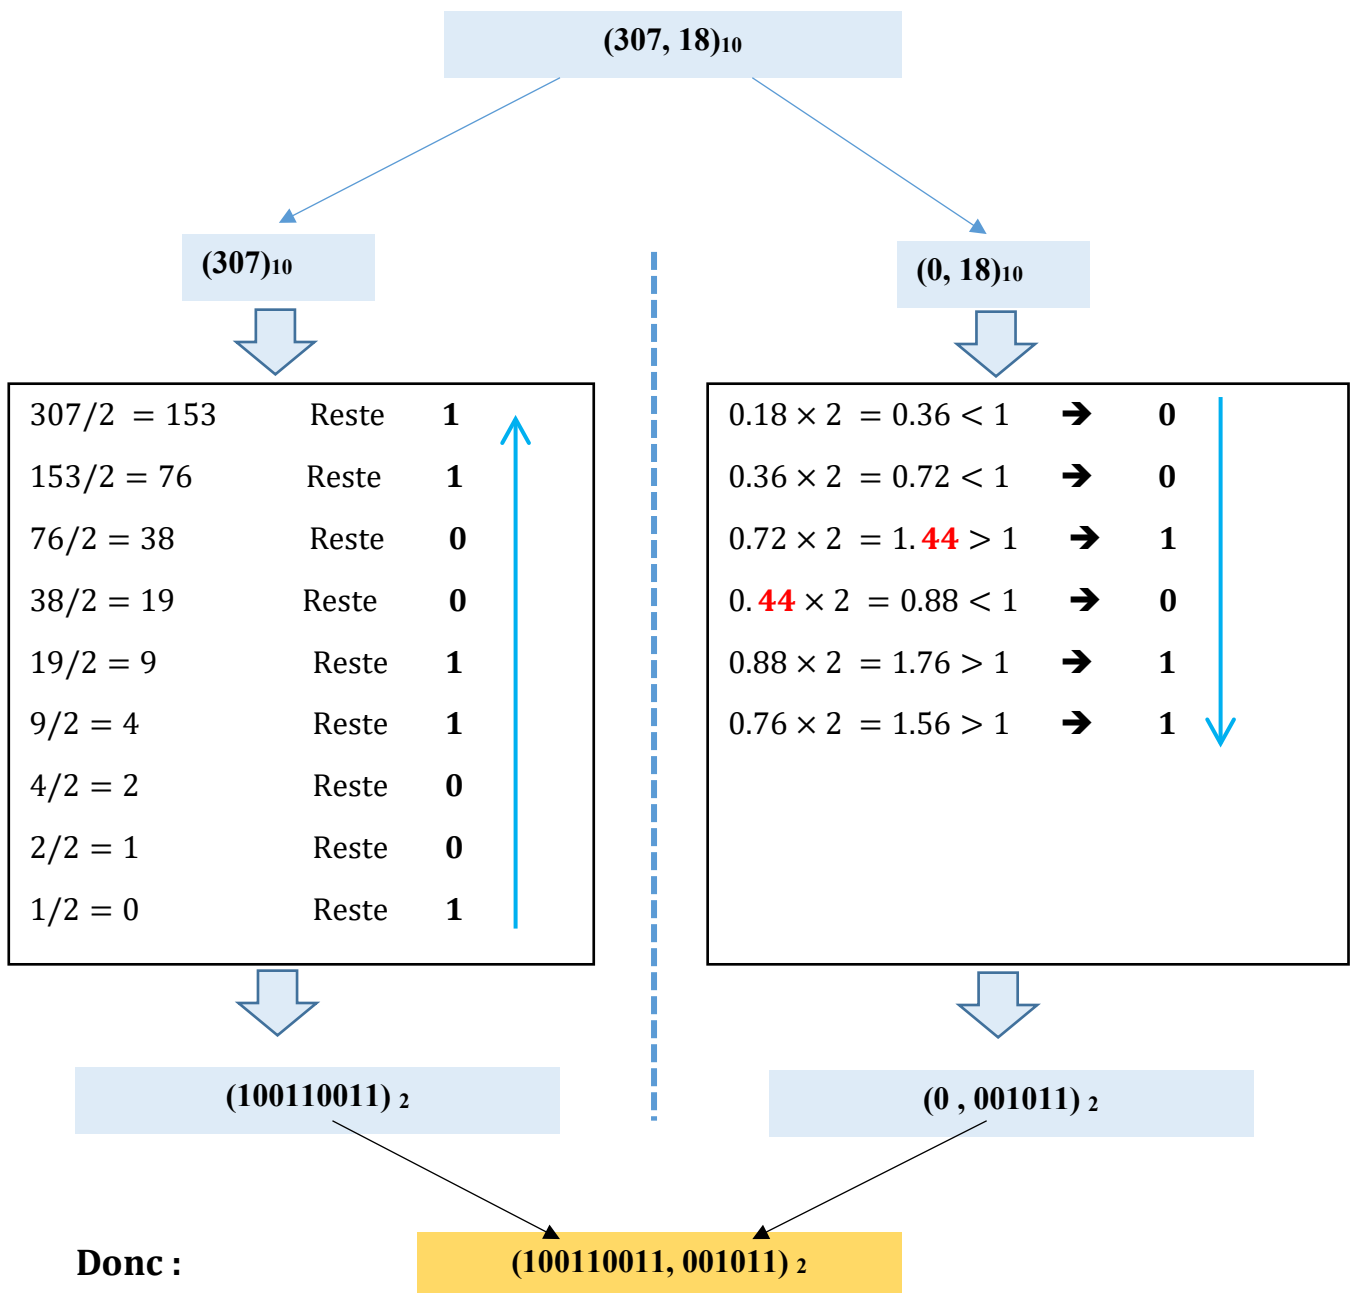 (307, 18)₁₀
(307)₁₀
(0, 18)₁₀
307/2 = 153 Reste 1
153/2 = 76 Reste 1
76/2 = 38 Reste 0
38/2 = 19 Reste 0
19/2 = 9 Reste 1
9/2 = 4 Reste 1
4/2 = 2 Reste 0
2/2 = 1 Reste 0
1/2 = 0 Reste 1
0.18 × 2 = 0.36 < 1 ➔ 0
0.36 × 2 = 0.72 < 1 ➔ 0
0.72 × 2 = 1. 44 > 1 ➔ 1
0. 44 × 2 = 0.88 < 1 ➔ 0
0.88 × 2 = 1.76 > 1 ➔ 1
0.76 × 2 = 1.56 > 1 ➔ 1
(100110011) ₂
(0 , 001011) ₂
Donc :
(100110011, 001011) ₂